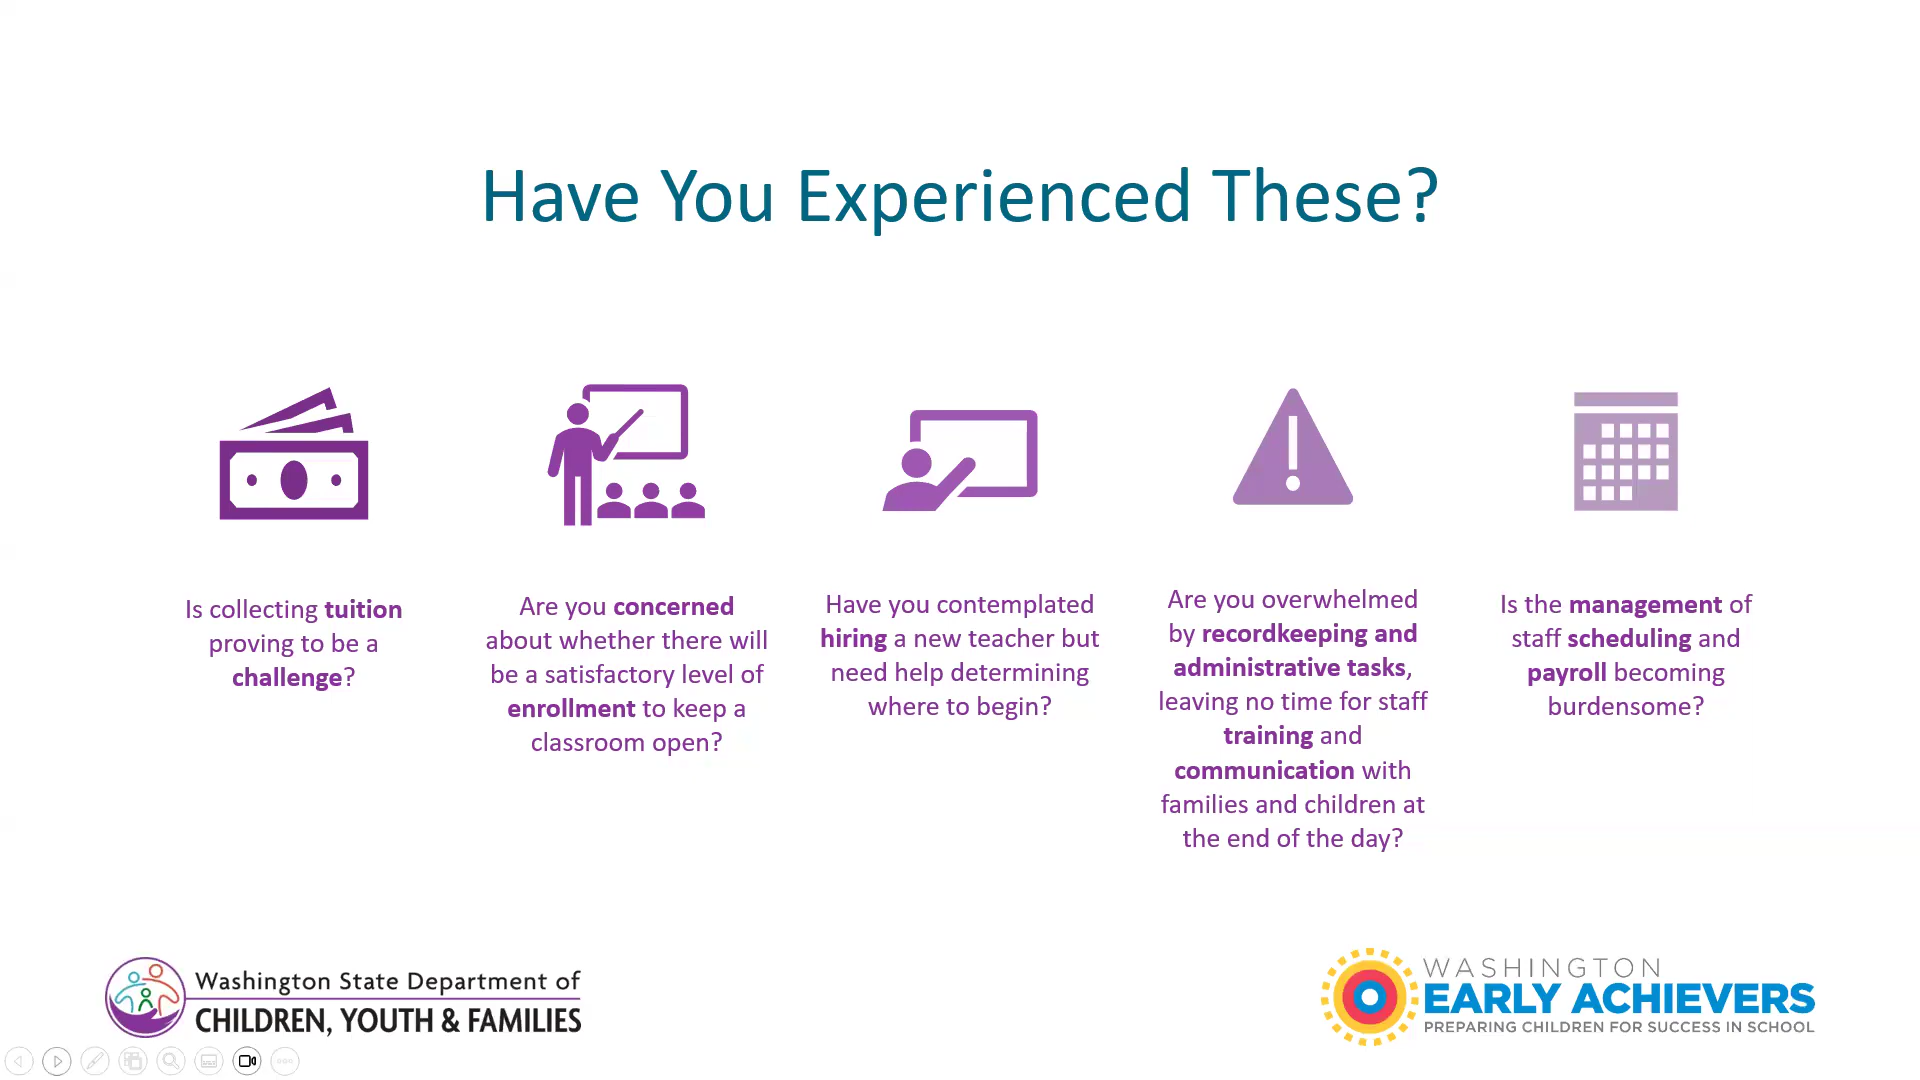 Have You Experienced These?
Is collecting tuition
proving to be a
challenge?
Are you concerned
about whether there will
be a satisfactory level of
enrollment to keep a
classroom open?
Have you contemplated
hiring a new teacher but
need help determining
where to begin?
Are you overwhelmed
by recordkeeping and
administrative tasks,
leaving no time for staff
training and
communication with
families and children at
the end of the day?
Is the management of
staff scheduling and
payroll becoming
burdensome?
Washington State Department of
CHILDREN, YOUTH & FAMILIES
WASHINGTON
EARLY ACHIEVERS
PREPARING CHILDREN FOR SUCCESS IN SCHOOL